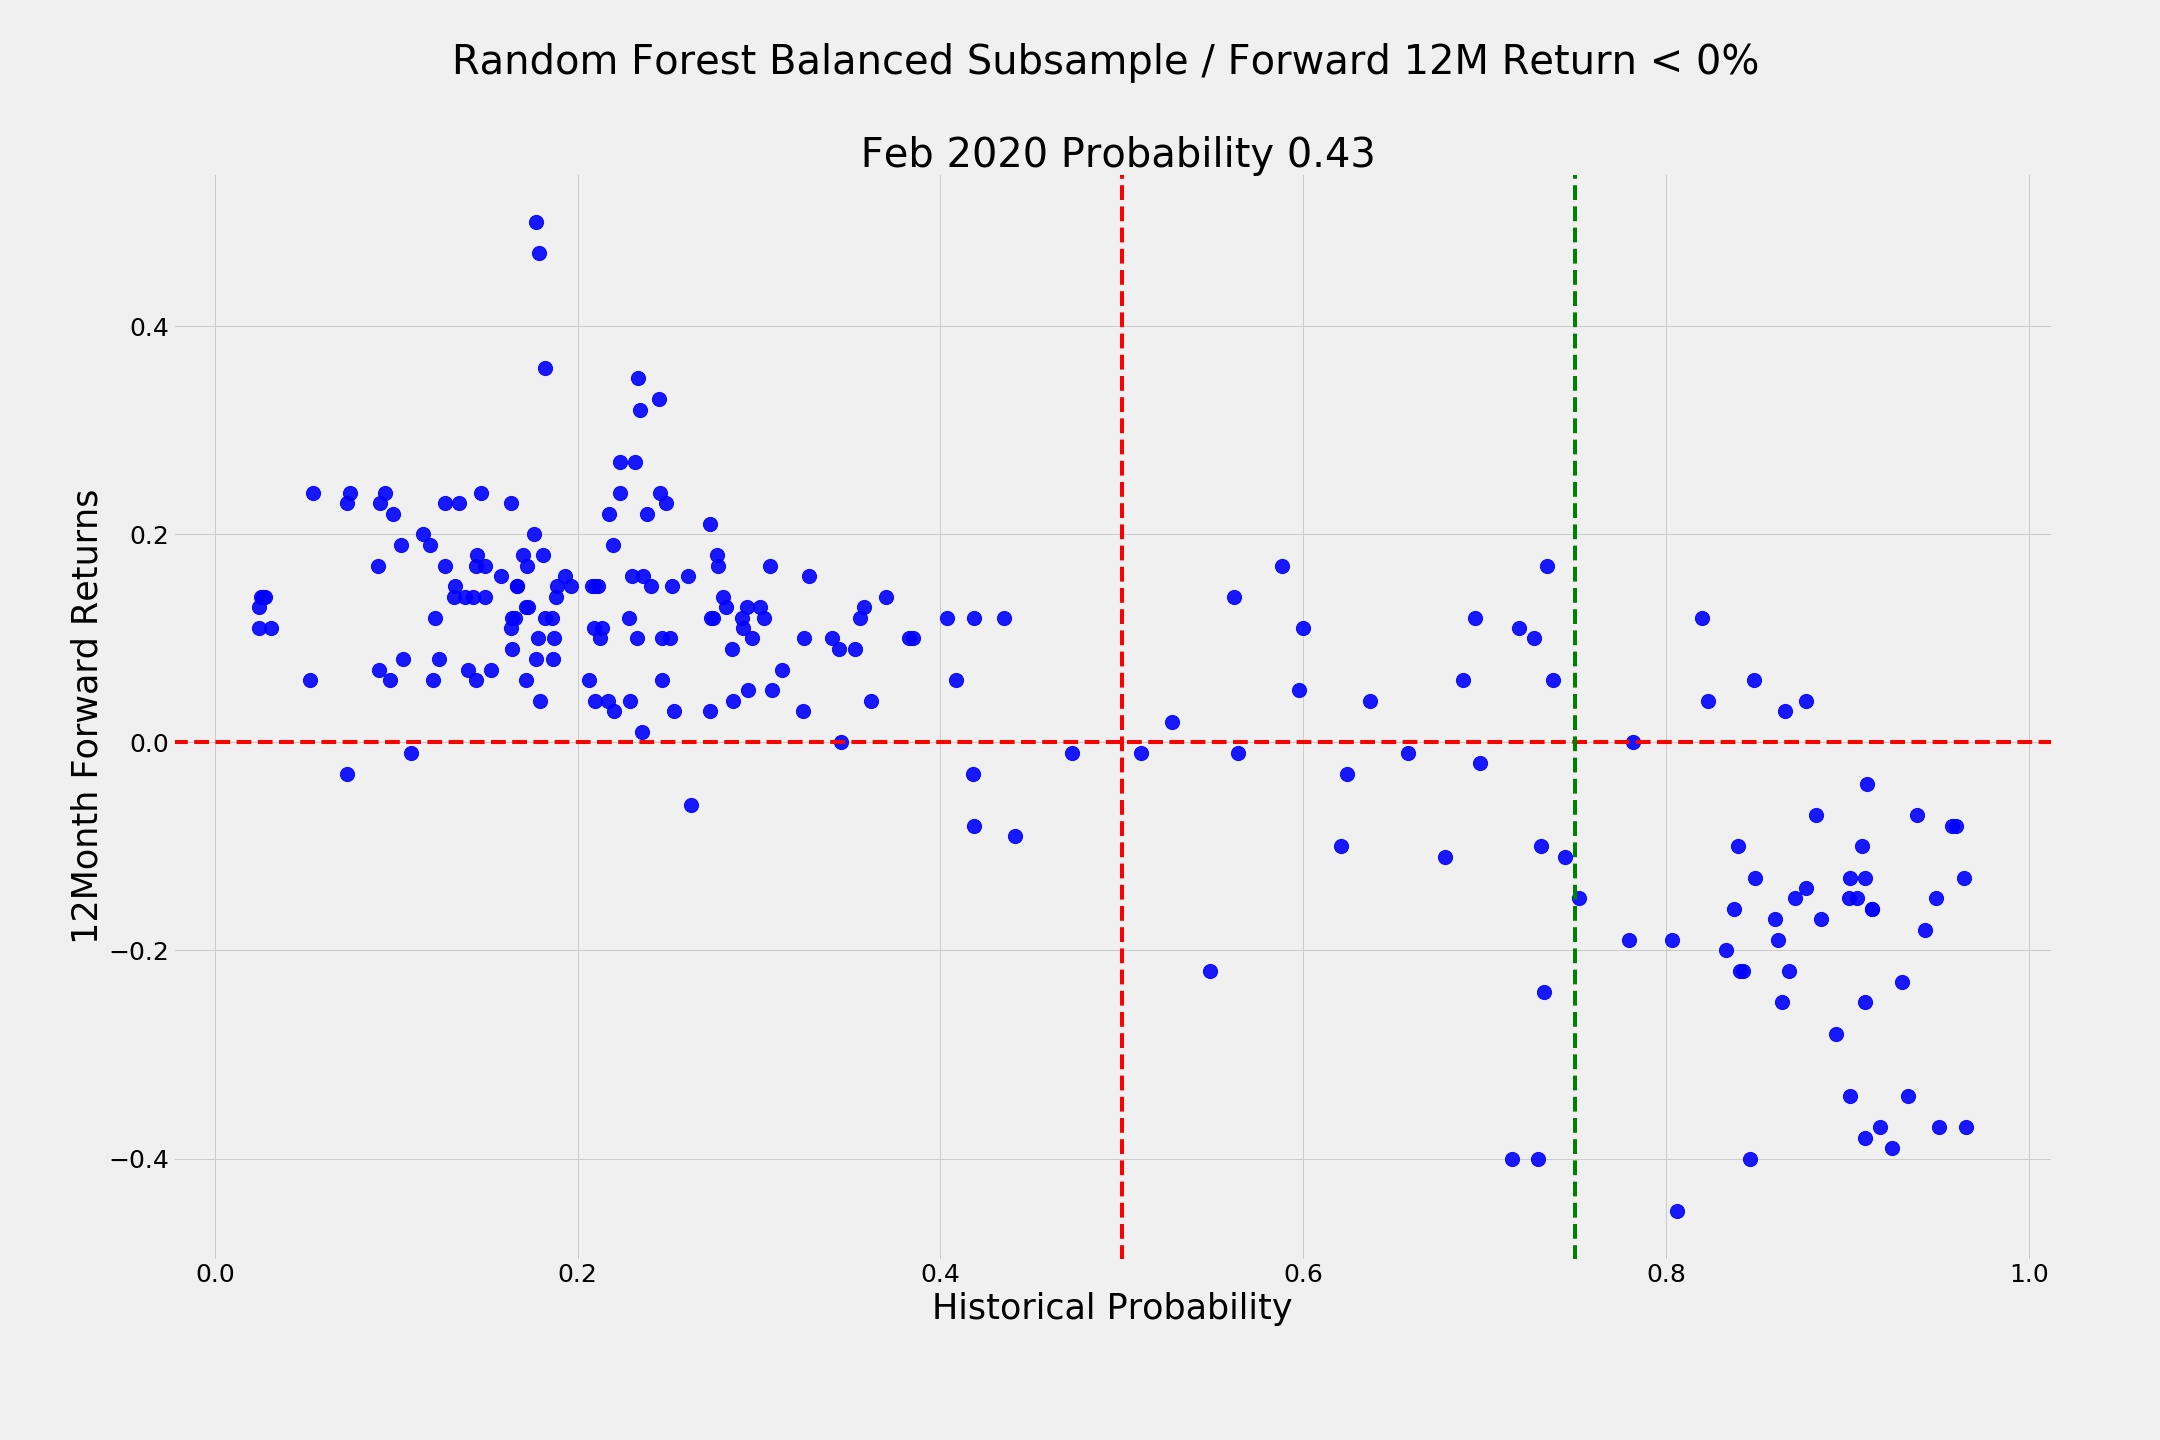 Random Forest Balanced Subsample / Forward 12M Return < 0%
Feb 2020 Probability 0.43
12Month Forward Returns
0.4
0.2
0.0
−0.2
−0.4
0.0 0.2 0.4 0.6 0.8 1.0
Historical Probability